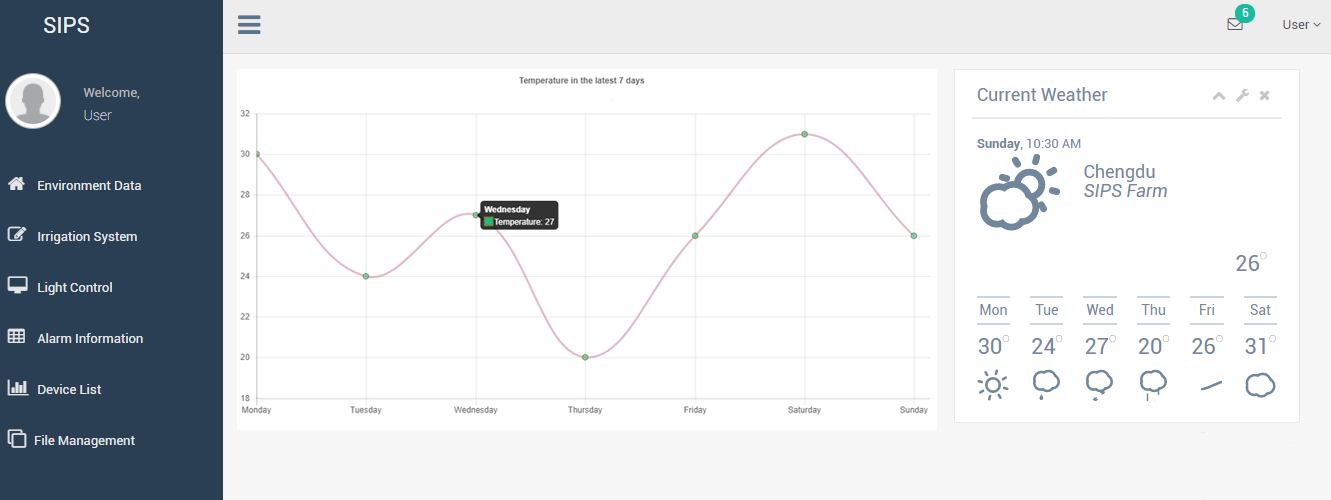 SIPS
6
User
Welcome,
User
Environment Data
Irrigation System
Light Control
Alarm Information
Device List
File Management
Temperature in the latest 7 days
32
30
28
26
24
22
20
18
Wednesday
Temperature: 27
Monday Tuesday Wednesday Thursday Friday Saturday Sunday
Current Weather
Sunday, 10:30 AM
Chengdu
SIPS Farm
26°
Mon Tue Wed Thu Fri Sat
30° 24° 27° 20° 26° 31°